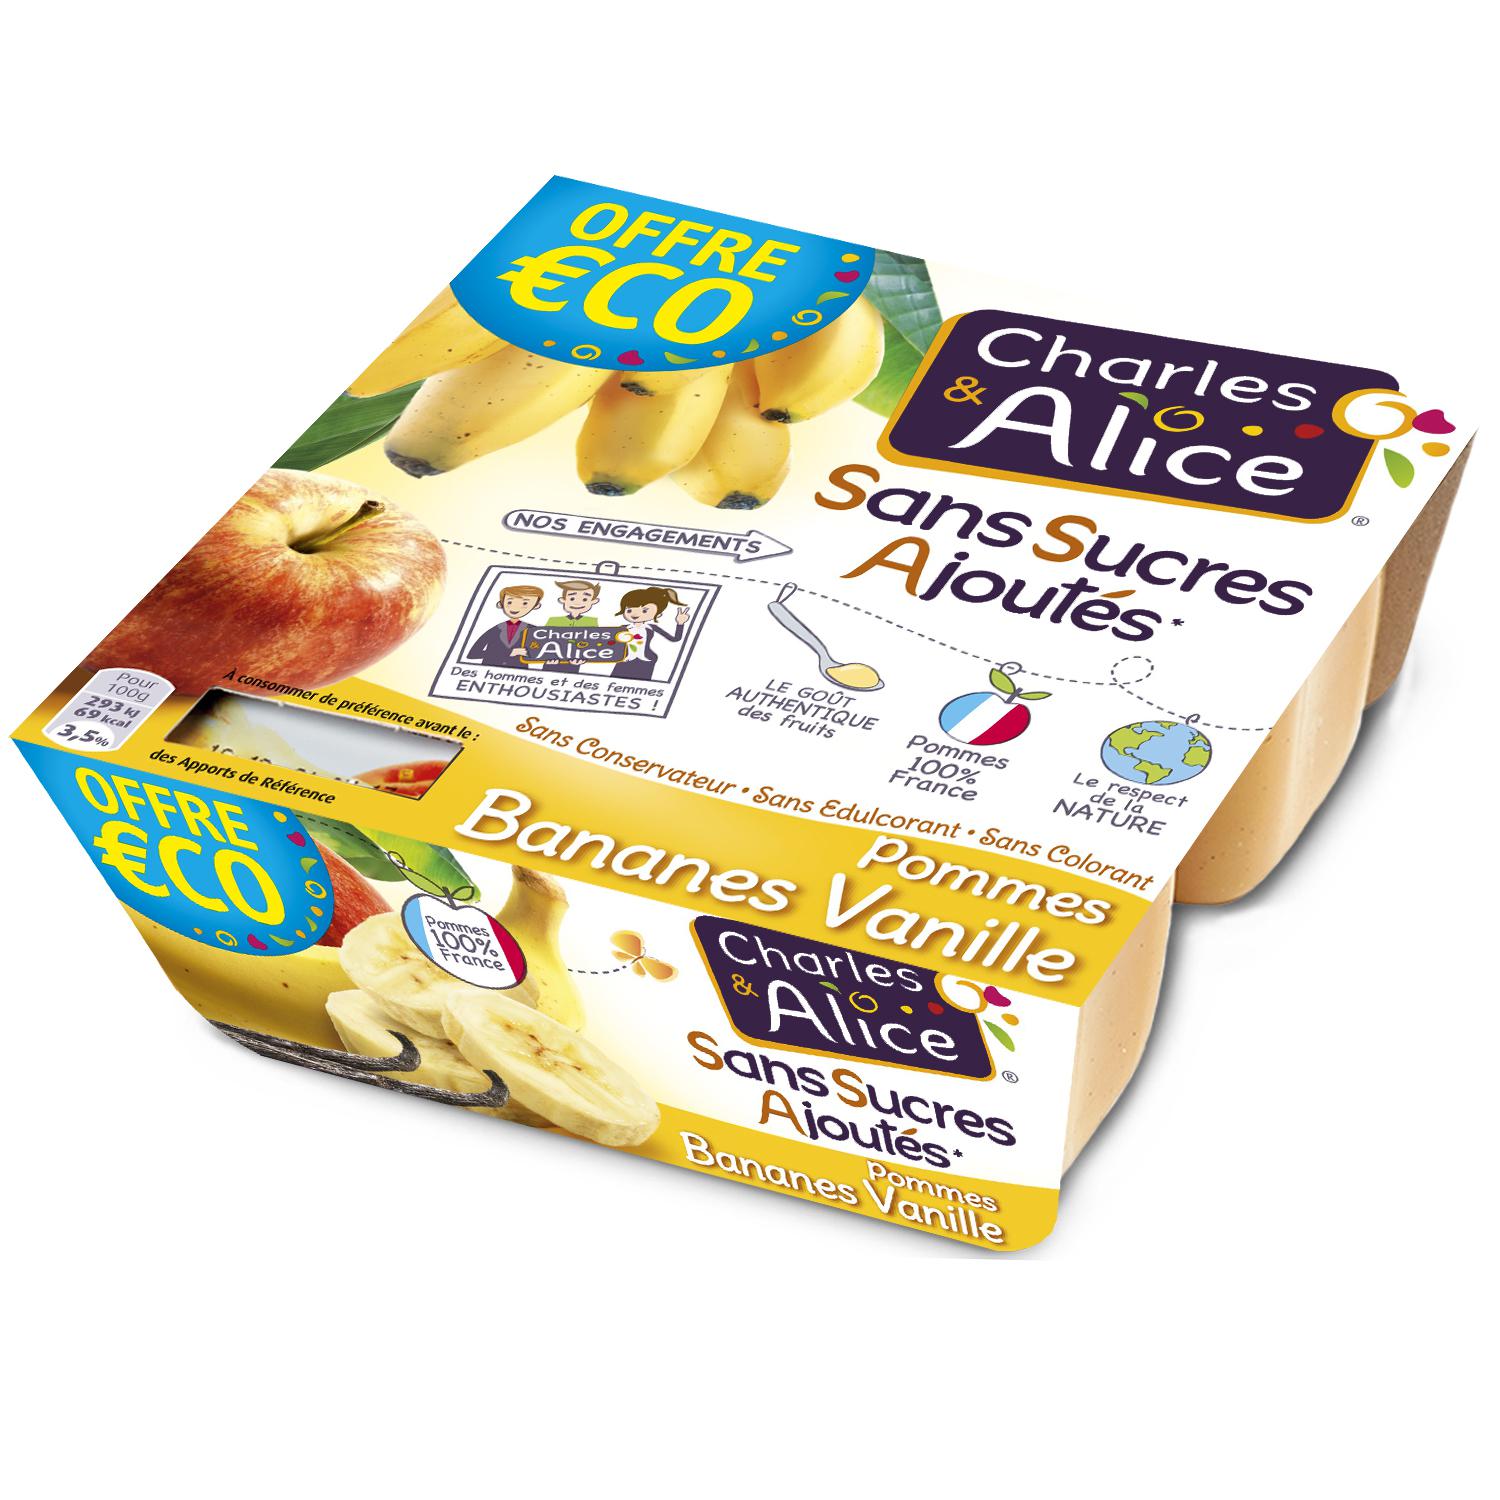 OFFRE
€CO
Charles
& Alice
®
Sans Sucres
Ajoutés*
NOS ENGAGEMENTS
Charles
& Alice
Des hommes et des femmes
ENTHOUSIASTES !
LE GOÛT
AUTHENTIQUE
des fruits
Pommes
100%
France
Le respect
de la
NATURE
Pour
100g
293 kj
69 kcal
3,5%
À consommer de préférence avant le :
des Apports de Référence
Sans Conservateur • Sans Edulcorant • Sans Colorant
Bananes
Pommes
Vanille
OFFRE
€CO
Pommes
100%
France
Charles
& Alice
®
Sans Sucres
Ajoutés*
Bananes
Pommes
Vanille